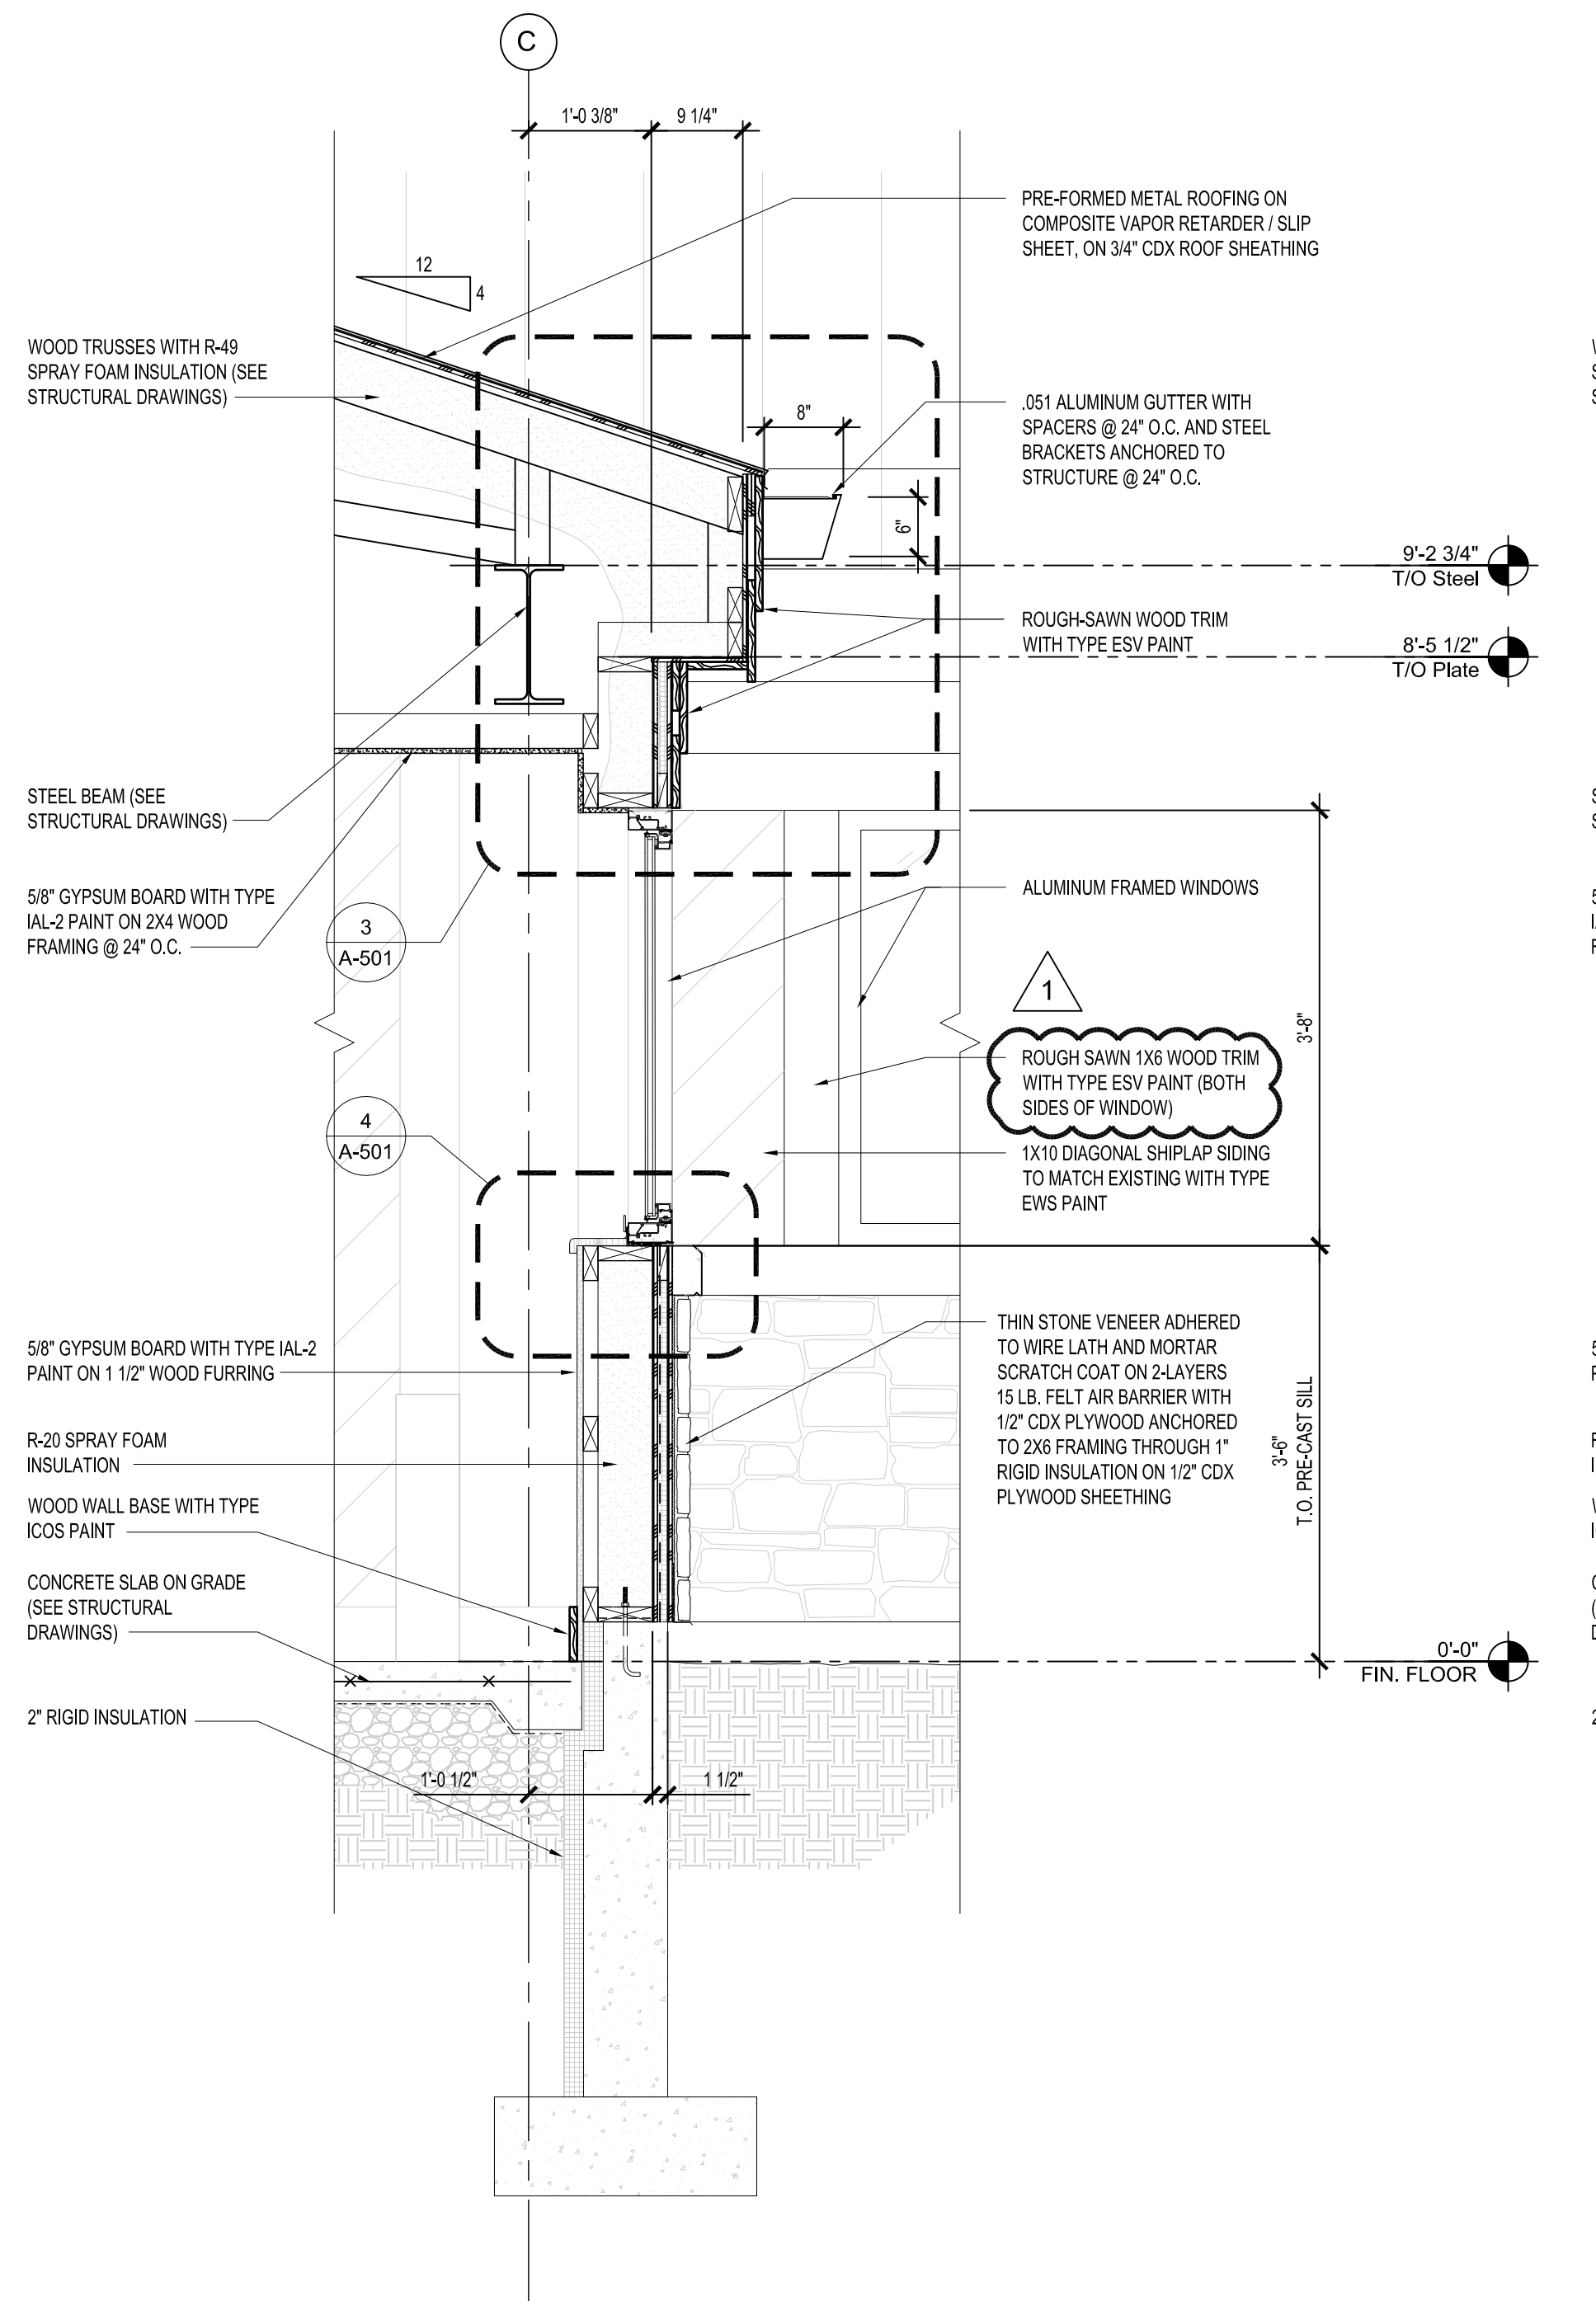 C
1'-0 3/8"
9 1/4"
PRE-FORMED METAL ROOFING ON
COMPOSITE VAPOR RETARDER / SLIP
SHEET, ON 3/4" CDX ROOF SHEATHING
12
4
WOOD TRUSSES WITH R-49
SPRAY FOAM INSULATION (SEE
STRUCTURAL DRAWINGS)
8"
.051 ALUMINUM GUTTER WITH
SPACERS @ 24" O.C. AND STEEL
BRACKETS ANCHORED TO
STRUCTURE @ 24" O.C.
6"
9'-2 3/4"
T/O Steel
ROUGH-SAWN WOOD TRIM
WITH TYPE ESV PAINT
8'-5 1/2"
T/O Plate
STEEL BEAM (SEE
STRUCTURAL DRAWINGS)
5/8" GYPSUM BOARD WITH TYPE
IAL-2 PAINT ON 2X4 WOOD
FRAMING @ 24" O.C.
ALUMINUM FRAMED WINDOWS
3
A-501
1
3'-8"
ROUGH SAWN 1X6 WOOD TRIM
WITH TYPE ESV PAINT (BOTH
SIDES OF WINDOW)
4
A-501
1X10 DIAGONAL SHIPLAP SIDING
TO MATCH EXISTING WITH TYPE
EWS PAINT
5/8" GYPSUM BOARD WITH TYPE IAL-2
PAINT ON 1 1/2" WOOD FURRING
THIN STONE VENEER ADHERED
TO WIRE LATH AND MORTAR
SCRATCH COAT ON 2-LAYERS
15 LB. FELT AIR BARRIER WITH
1/2" CDX PLYWOOD ANCHORED
TO 2X6 FRAMING THROUGH 1"
RIGID INSULATION ON 1/2" CDX
PLYWOOD SHEETHING
3'-6"
T.O. PRE-CAST SILL
R-20 SPRAY FOAM
INSULATION
WOOD WALL BASE WITH TYPE
ICOS PAINT
CONCRETE SLAB ON GRADE
(SEE STRUCTURAL
DRAWINGS)
0'-0"
FIN. FLOOR
2" RIGID INSULATION
1'-0 1/2"
1 1/2"